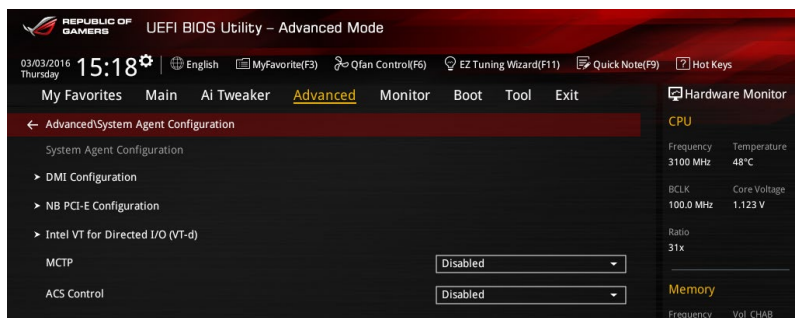 REPUBLIC OF
GAMERS
UEFI BIOS Utility – Advanced Mode
03/03/2016
Thursday
15:18
English
MyFavorite(F3)
Qfan Control(F6)
EZ Tuning Wizard(F11)
Quick Note(F9)
? Hot Keys
My Favorites Main Ai Tweaker Advanced Monitor Boot Tool Exit
Hardware Monitor
← Advanced\System Agent Configuration
System Agent Configuration
> DMI Configuration
> NB PCI-E Configuration
> Intel VT for Directed I/O (VT-d)
MCTP Disabled
ACS Control Disabled
CPU
Frequency Temperature
3100 MHz 48°C
BCLK Core Voltage
100.0 MHz 1.123 V
Ratio
31x
Memory
Frequency Vol_CHAB